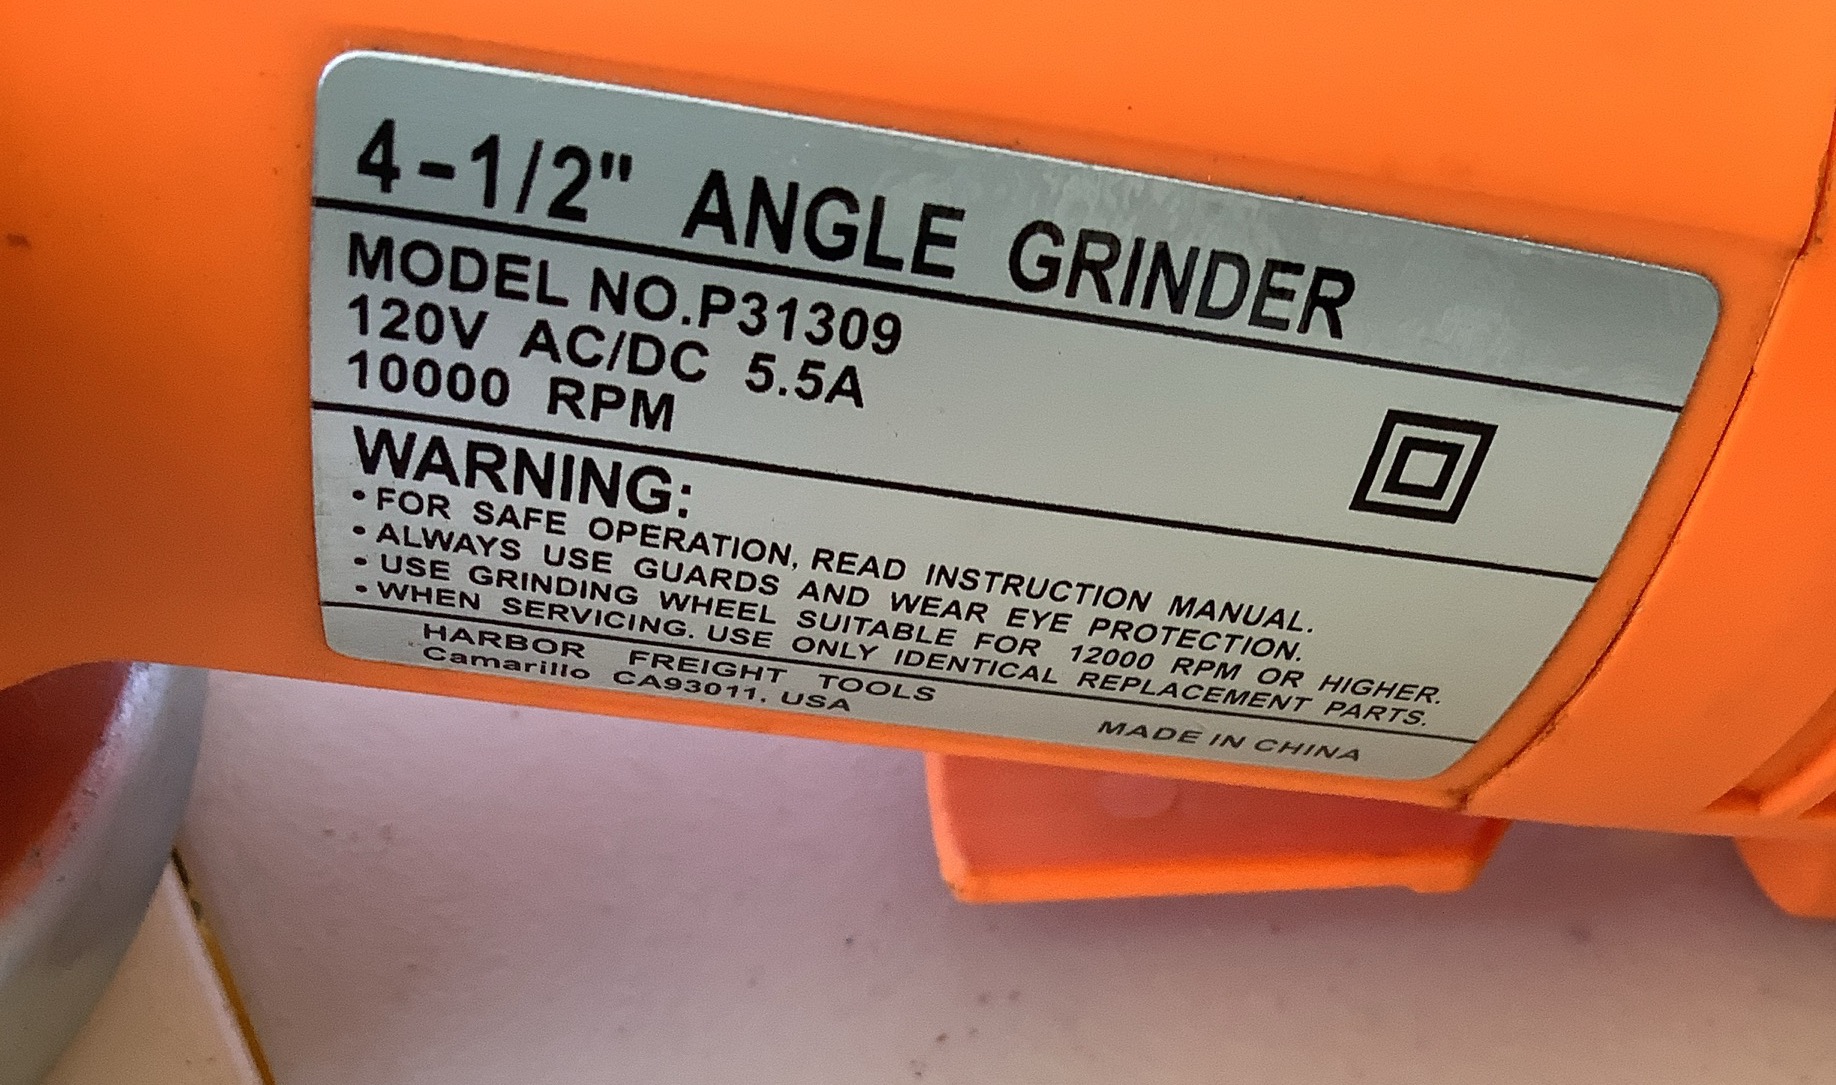 4-1/2" ANGLE GRINDER
MODEL NO.P31309
120V AC/DC 5.5A
10000 RPM
WARNING:
• FOR SAFE OPERATION, READ INSTRUCTION MANUAL.
• ALWAYS USE GUARDS AND WEAR EYE PROTECTION.
• USE GRINDING WHEEL SUITABLE FOR 12000 RPM OR HIGHER.
• WHEN SERVICING. USE ONLY IDENTICAL REPLACEMENT PARTS.
HARBOR FREIGHT TOOLS
Camarillo CA93011. USA
MADE IN CHINA